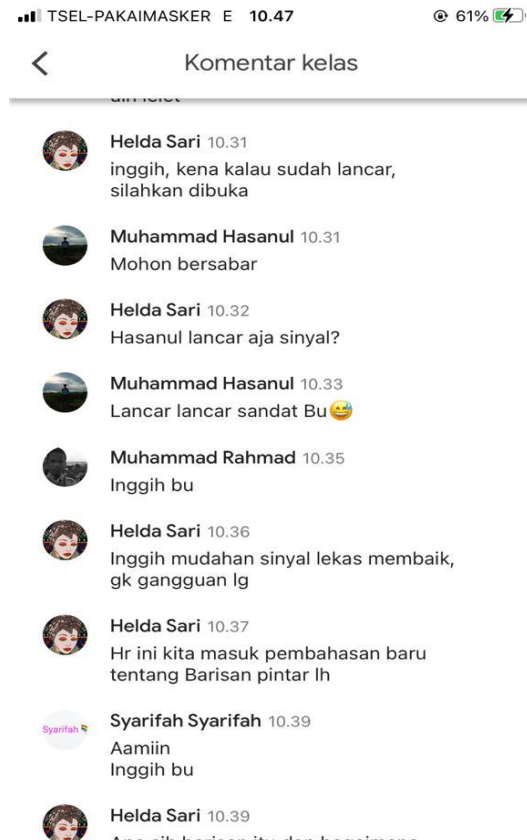 TSEL-PAKAIMASKER E 10.47 61%
Komentar kelas
Helda Sari 10.31
inggih, kena kalau sudah lancar,
silahkan dibuka
Muhammad Hasanul 10.31
Mohon bersabar
Helda Sari 10.32
Hasanul lancar aja sinyal?
Muhammad Hasanul 10.33
Lancar lancar sandat Bu😅
Muhammad Rahmad 10.35
Inggih bu
Helda Sari 10.36
Inggih mudahan sinyal lekas membaik,
gk gangguan lg
Helda Sari 10.37
Hr ini kita masuk pembahasan baru
tentang Barisan pintar lh
Syarifah
Syarifah Syarifah 10.39
Aamiin
Inggih bu
Helda Sari 10.39